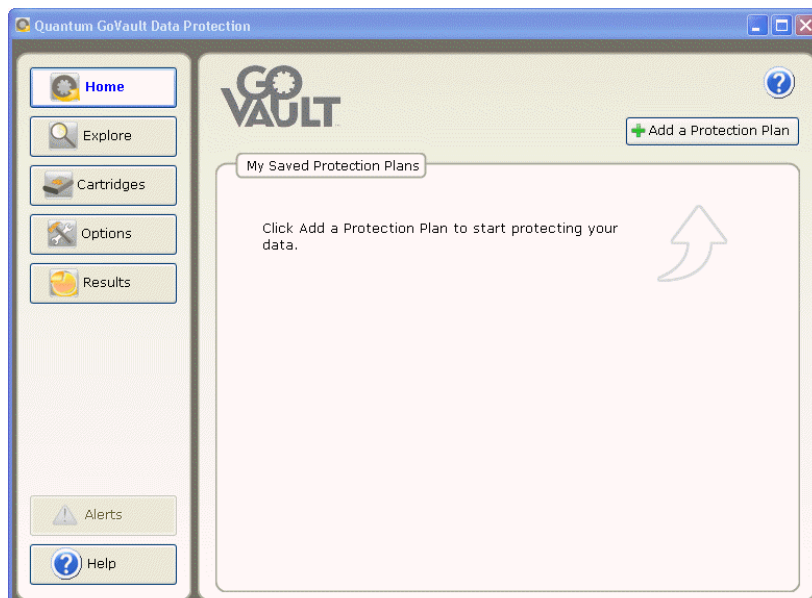 Quantum GoVault Data Protection
Home
Explore
Cartridges
Options
Results
Alerts
Help
GO
VAULT
Add a Protection Plan
My Saved Protection Plans
Click Add a Protection Plan to start protecting your
data.